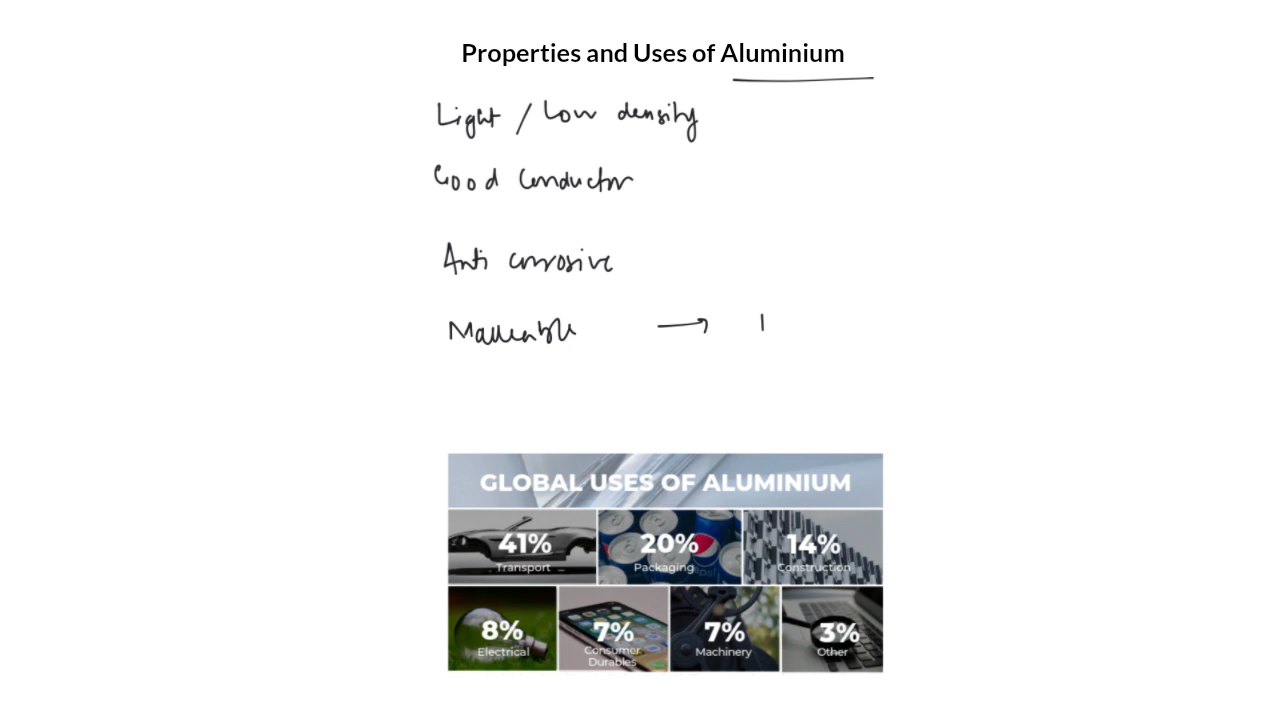 Properties and Uses of Aluminium
Light / Low density
Good Conductor
Anti corrosive
Malleable →
GLOBAL USES OF ALUMINIUM
41% 20% 14%
Transport Packaging Construction
8% 7% 7% 3%
Electrical Consumer Durables Machinery Other
pepsi